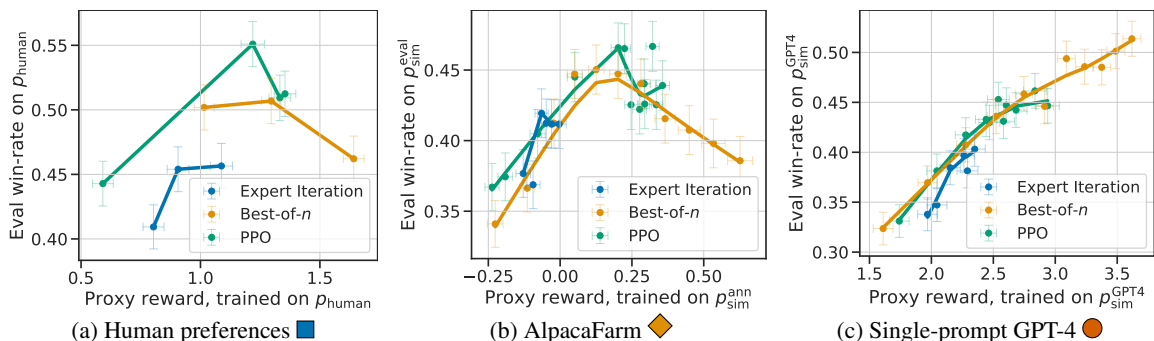 Eval win-rate on p_human
0.55
0.50
0.45
0.40
Expert Iteration
Best-of-n
PPO
0.5 1.0 1.5
Proxy reward, trained on p_human
(a) Human preferences
Eval win-rate on p_sim^eval
0.45
0.40
0.35
Expert Iteration
Best-of-n
PPO
−0.25 0.00 0.25 0.50
Proxy reward, trained on p_sim^ann
(b) AlpacaFarm
Eval win-rate on p_sim^GPT4
0.50
0.45
0.40
0.35
0.30
Expert Iteration
Best-of-n
PPO
1.5 2.0 2.5 3.0 3.5
Proxy reward, trained on p_sim^GPT4
(c) Single-prompt GPT-4